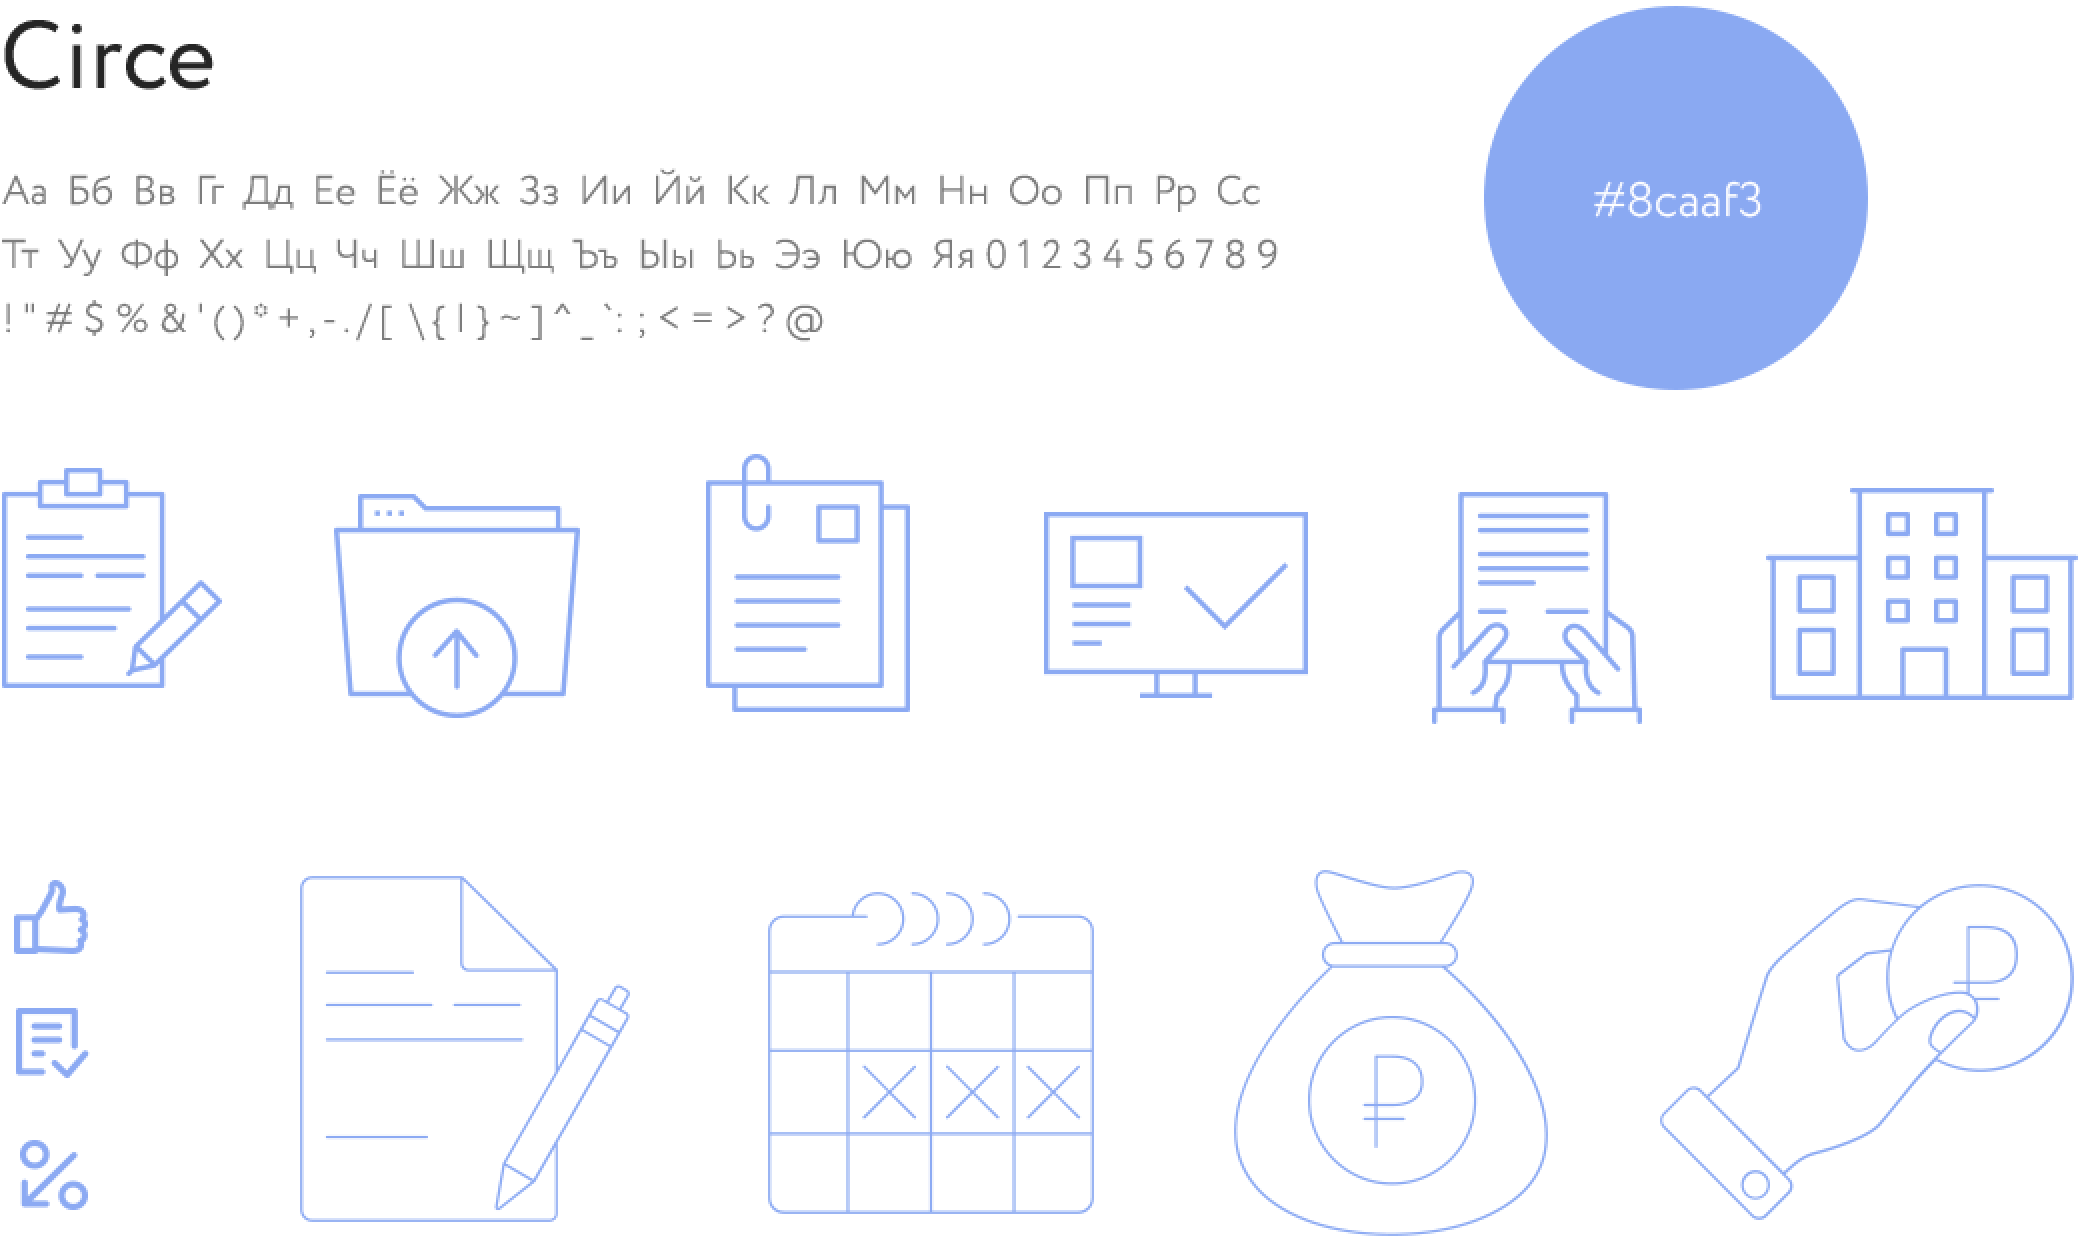 Circe
#8caaf3
Аа Бб Вв Гг Дд Ее Ёё Жж Зз Ии Йй Кк Лл Мм Нн Оо Пп Рр Сс
Тт Уу Фф Хх Цц Чч Шш Щщ Ъъ Ыы Ьь Ээ Юю Яя 0 1 2 3 4 5 6 7 8 9
! " # $ % & ' ( ) * + , - . / [ \ { | } ~ ] ^ _ ` : ; < = > ? @
₽
₽